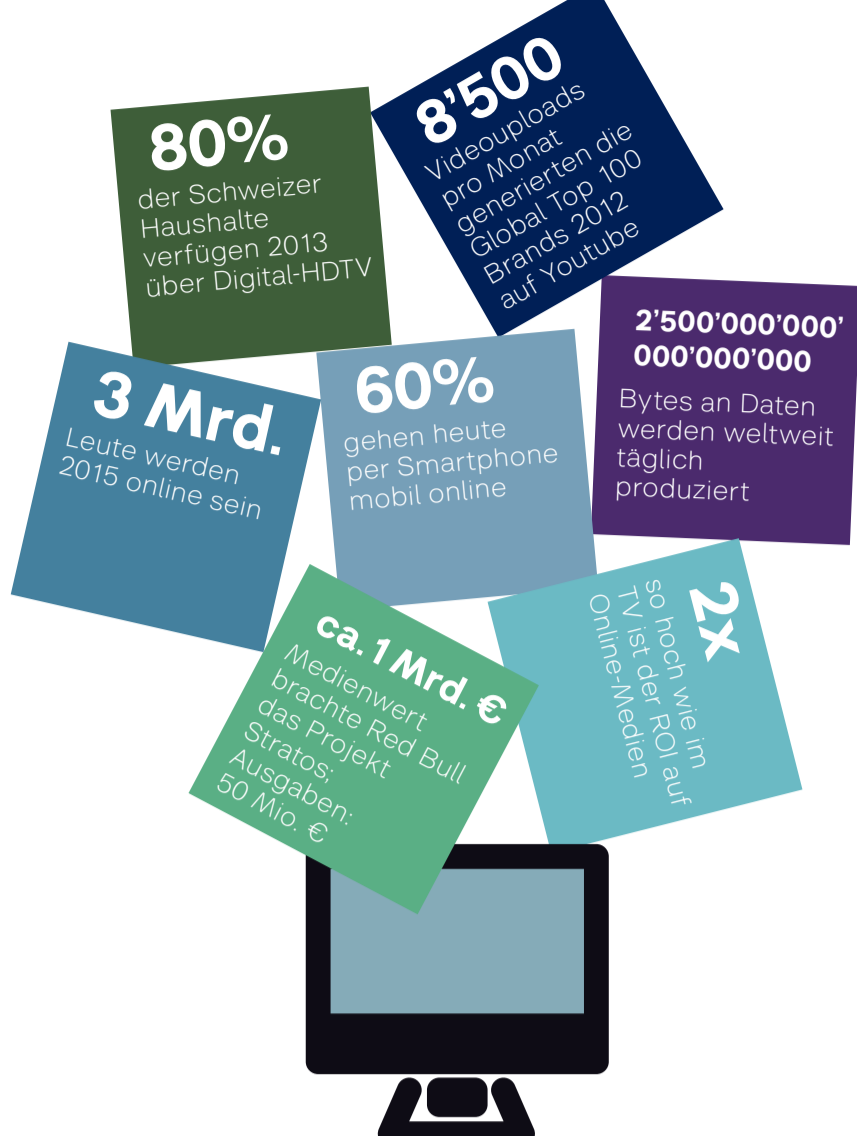 80%
der Schweizer
Haushalte
verfügen 2013
über Digital-HDTV
8’500
Videouploads
pro Monat
generierten die
Global Top 100
Brands 2012
auf Youtube
3 Mrd.
Leute werden
2015 online sein
60%
gehen heute
per Smartphone
mobil online
2’500’000’000’
000’000’000
Bytes an Daten
werden weltweit
täglich
produziert
ca. 1 Mrd. €
Medienwert
brachte Red Bull
das Projekt
Stratos;
Ausgaben:
50 Mio. €
2x
so hoch wie im
TV ist der ROI auf
Online-Medien